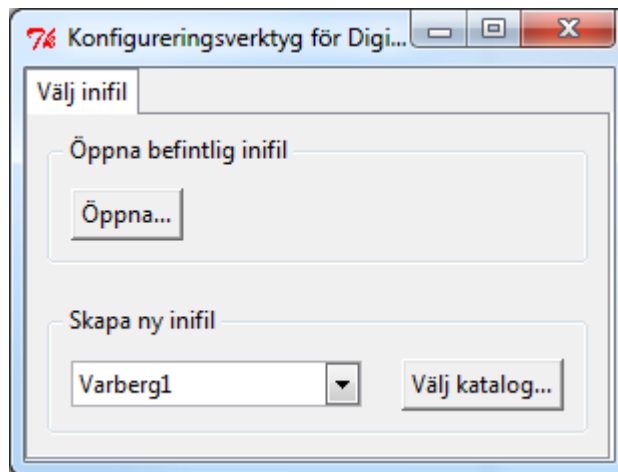 Konfigureringsverktyg för Digi...
Välj inifil
Öppna befintlig inifil
Öppna...
Skapa ny inifil
Varberg1
Välj katalog...